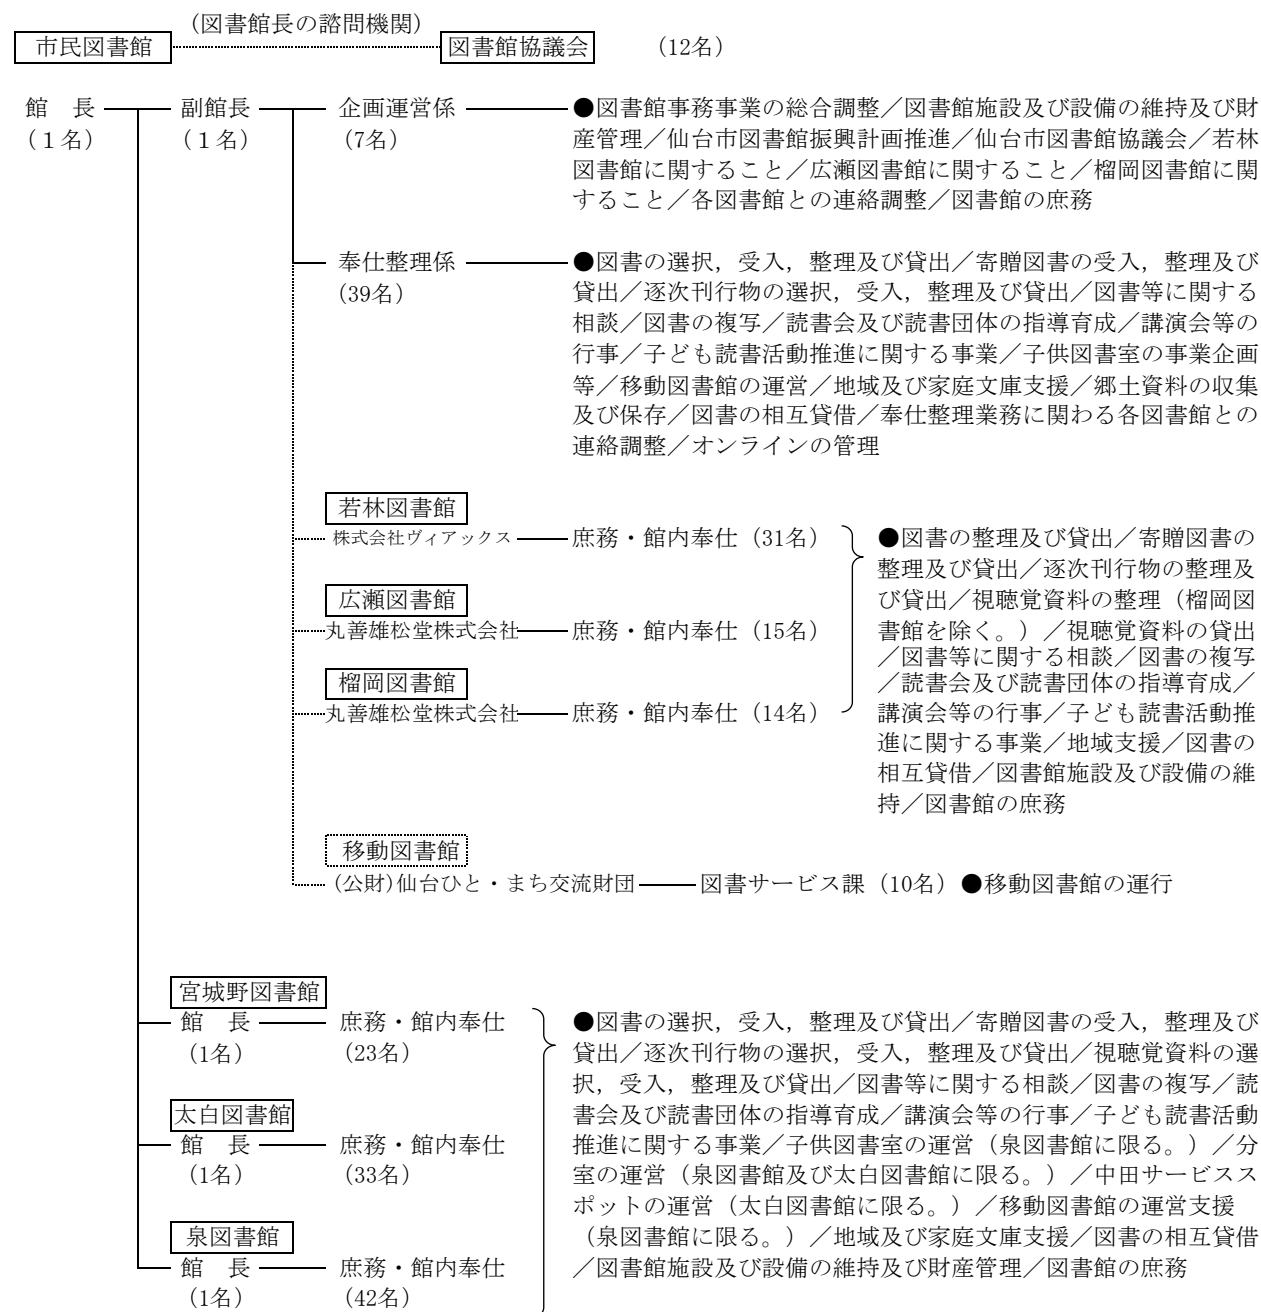 (図書館長の諮問機関)
市民図書館
図書館協議会
(12名)
館　長
副館長
企画運営係
(１名)
(１名)
(7名)
●図書館事務事業の総合調整／図書館施設及び設備の維持及び財
産管理／仙台市図書館振興計画推進／仙台市図書館協議会／若林
図書館に関すること／広瀬図書館に関すること／榴岡図書館に関
すること／各図書館との連絡調整／図書館の庶務
奉仕整理係
(39名)
●図書の選択，受入，整理及び貸出／寄贈図書の受入，整理及び
貸出／逐次刊行物の選択，受入，整理及び貸出／図書等に関する
相談／図書の複写／読書会及び読書団体の指導育成／講演会等の
行事／子ども読書活動推進に関する事業／子供図書室の事業企画
等／移動図書館の運営／地域及び家庭文庫支援／郷土資料の収集
及び保存／図書の相互貸借／奉仕整理業務に関わる各図書館との
連絡調整／オンラインの管理
若林図書館
株式会社ヴィアックス
庶務・館内奉仕（31名）
広瀬図書館
丸善雄松堂株式会社
庶務・館内奉仕（15名）
榴岡図書館
丸善雄松堂株式会社
庶務・館内奉仕（14名）
●図書の整理及び貸出／寄贈図書の
整理及び貸出／逐次刊行物の整理及
び貸出／視聴覚資料の整理（榴岡図
書館を除く。）／視聴覚資料の貸出
／図書等に関する相談／図書の複写
／読書会及び読書団体の指導育成／
講演会等の行事／子ども読書活動推
進に関する事業／地域支援／図書の
相互貸借／図書館施設及び設備の維
持／図書館の庶務
移動図書館
(公財)仙台ひと・まち交流財団
図書サービス課（10名）●移動図書館の運行
宮城野図書館
館　長
庶務・館内奉仕
(1名)
(23名)
太白図書館
館　長
庶務・館内奉仕
(1名)
(33名)
泉図書館
館　長
庶務・館内奉仕
(1名)
(42名)
●図書の選択，受入，整理及び貸出／寄贈図書の受入，整理及び
貸出／逐次刊行物の選択，受入，整理及び貸出／視聴覚資料の選
択，受入，整理及び貸出／図書等に関する相談／図書の複写／読
書会及び読書団体の指導育成／講演会等の行事／子ども読書活動
推進に関する事業／子供図書室の運営（泉図書館に限る。）／分
室の運営（泉図書館及び太白図書館に限る。）／中田サービスス
ポットの運営（太白図書館に限る。）／移動図書館の運営支援
（泉図書館に限る。）／地域及び家庭文庫支援／図書の相互貸借
／図書館施設及び設備の維持及び財産管理／図書館の庶務